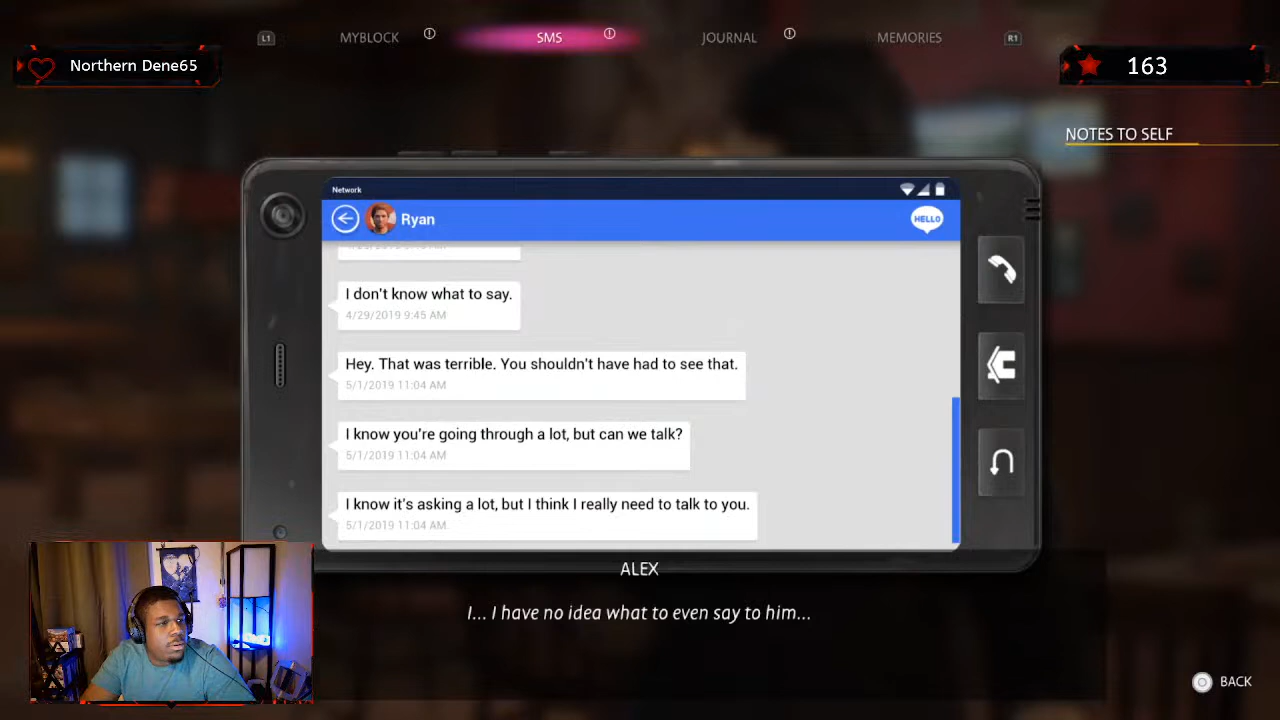 L1
MYBLOCK
SMS
JOURNAL
MEMORIES
R1
Northern Dene65
163
NOTES TO SELF
Network
Ryan
HELLO
I don't know what to say.
4/29/2019 9:45 AM
Hey. That was terrible. You shouldn't have had to see that.
5/1/2019 11:04 AM
I know you're going through a lot, but can we talk?
5/1/2019 11:04 AM
I know it's asking a lot, but I think I really need to talk to you.
5/1/2019 11:04 AM
ALEX
I... I have no idea what to even say to him...
BACK